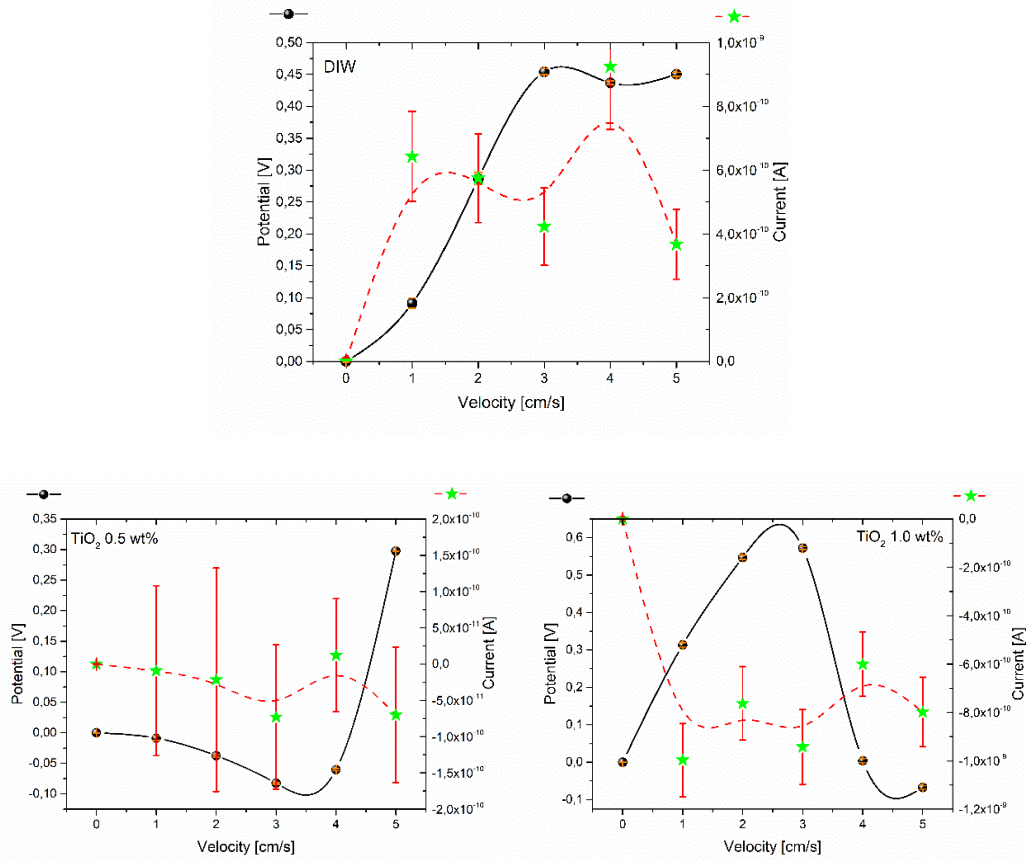 0,50
0,45
0,40
0,35
0,30
0,25
0,20
0,15
0,10
0,05
0,00
Potential [V]
DIW
1,0x10⁻⁹
8,0x10⁻¹⁰
6,0x10⁻¹⁰
4,0x10⁻¹⁰
2,0x10⁻¹⁰
0,0
Current [A]
0 1 2 3 4 5
Velocity [cm/s]
0,35
0,30
0,25
0,20
0,15
0,10
0,05
0,00
-0,05
-0,10
Potential [V]
TiO₂ 0.5 wt%
2,0x10⁻¹⁰
1,5x10⁻¹⁰
1,0x10⁻¹⁰
5,0x10⁻¹¹
0,0
-5,0x10⁻¹¹
-1,0x10⁻¹⁰
-1,5x10⁻¹⁰
-2,0x10⁻¹⁰
Current [A]
0 1 2 3 4 5
Velocity [cm/s]
0,6
0,5
0,4
0,3
0,2
0,1
0,0
-0,1
Potential [V]
TiO₂ 1.0 wt%
0,0
-2,0x10⁻¹⁰
-4,0x10⁻¹⁰
-6,0x10⁻¹⁰
-8,0x10⁻¹⁰
-1,0x10⁻⁹
-1,2x10⁻⁹
Current [A]
0 1 2 3 4 5
Velocity [cm/s]